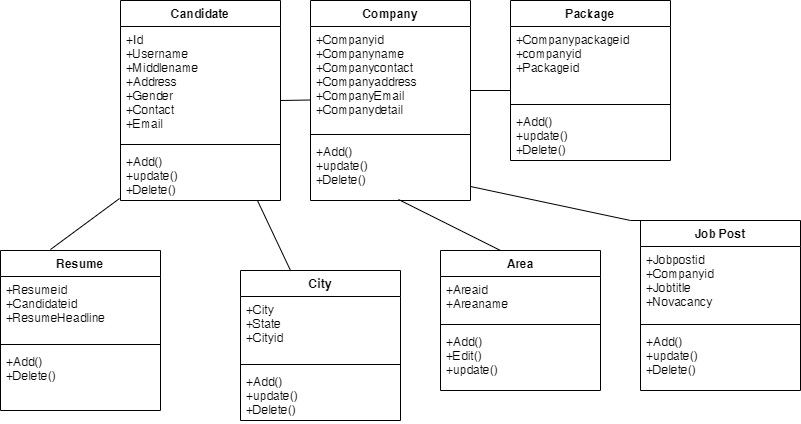 Candidate
+Id
+Username
+Middlename
+Address
+Gender
+Contact
+Email
+Add()
+update()
+Delete()
Company
+Companyid
+Companyname
+Companycontact
+Companyaddress
+CompanyEmail
+Companydetail
+Add()
+update()
+Delete()
Package
+Companypackageid
+companyid
+Packageid
+Add()
+update()
+Delete()
Resume
+Resumeid
+Candidateid
+ResumeHeadline
+Add()
+Delete()
City
+City
+State
+Cityid
+Add()
+update()
+Delete()
Area
+Areaid
+Areaname
+Add()
+Edit()
+update()
Job Post
+Jobpostid
+Companyid
+Jobtitle
+Novacancy
+Add()
+update()
+Delete()